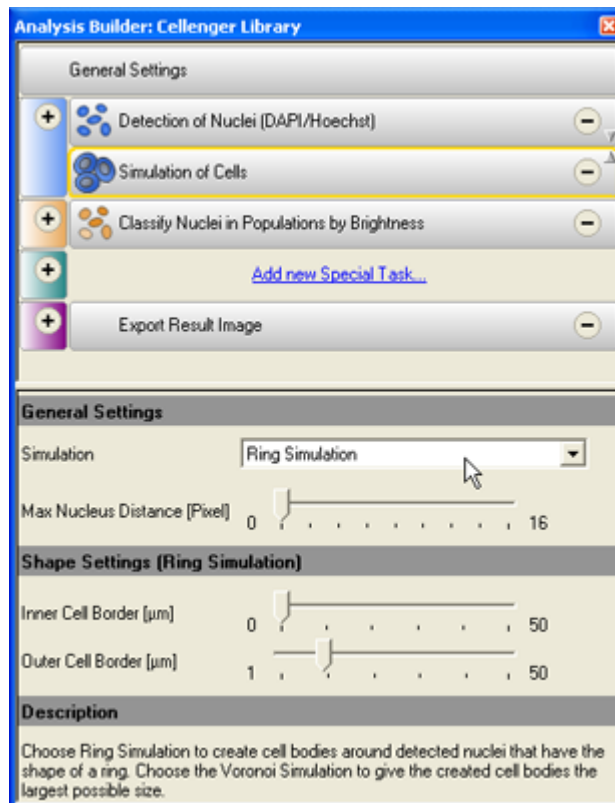 Analysis Builder: Cellenger Library
General Settings
Detection of Nuclei (DAPI/Hoechst)
Simulation of Cells
Classify Nuclei in Populations by Brightness
Add new Special Task...
Export Result Image
General Settings
Simulation Ring Simulation
Max Nucleus Distance [Pixel] 0 16
Shape Settings (Ring Simulation)
Inner Cell Border [µm] 0 50
Outer Cell Border [µm] 1 50
Description
Choose Ring Simulation to create cell bodies around detected nuclei that have the
shape of a ring. Choose the Voronoi Simulation to give the created cell bodies the
largest possible size.